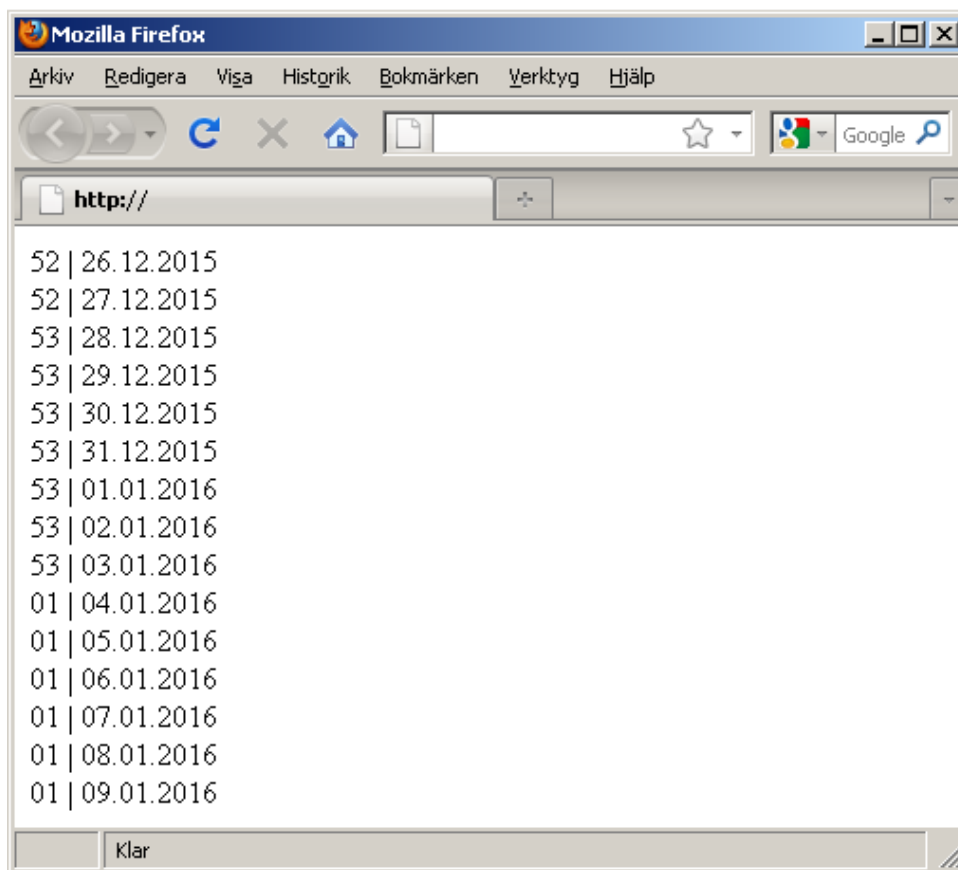 Mozilla Firefox
Arkiv Redigera Visa Historik Bokmärken Verktyg Hjälp
Google
http://
52 | 26.12.2015
52 | 27.12.2015
53 | 28.12.2015
53 | 29.12.2015
53 | 30.12.2015
53 | 31.12.2015
53 | 01.01.2016
53 | 02.01.2016
53 | 03.01.2016
01 | 04.01.2016
01 | 05.01.2016
01 | 06.01.2016
01 | 07.01.2016
01 | 08.01.2016
01 | 09.01.2016
Klar